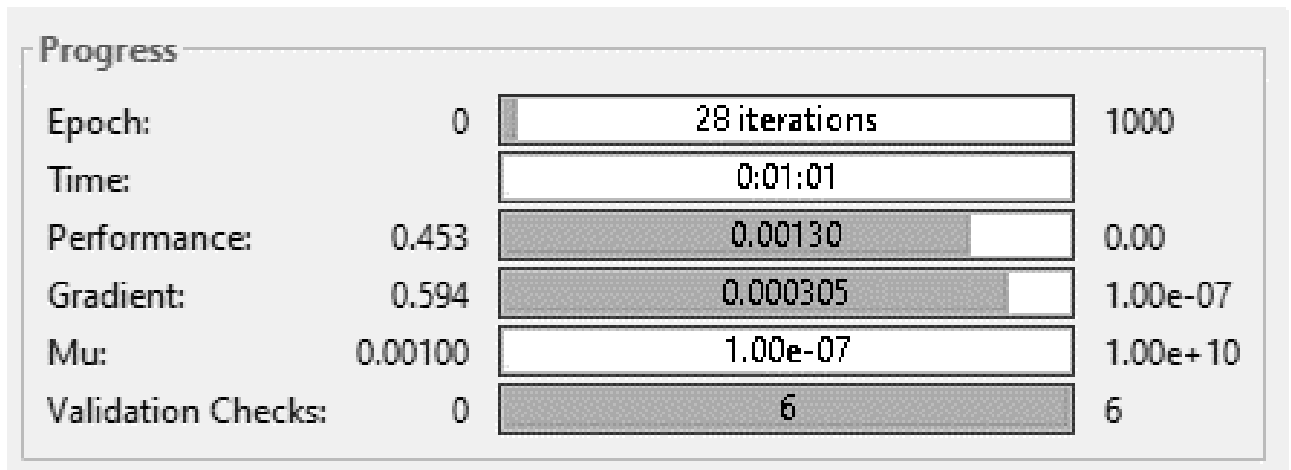 Progress
Epoch: 0 28 iterations 1000
Time: 0:01:01
Performance: 0.453 0.00130 0.00
Gradient: 0.594 0.000305 1.00e-07
Mu: 0.00100 1.00e-07 1.00e+10
Validation Checks: 0 6 6